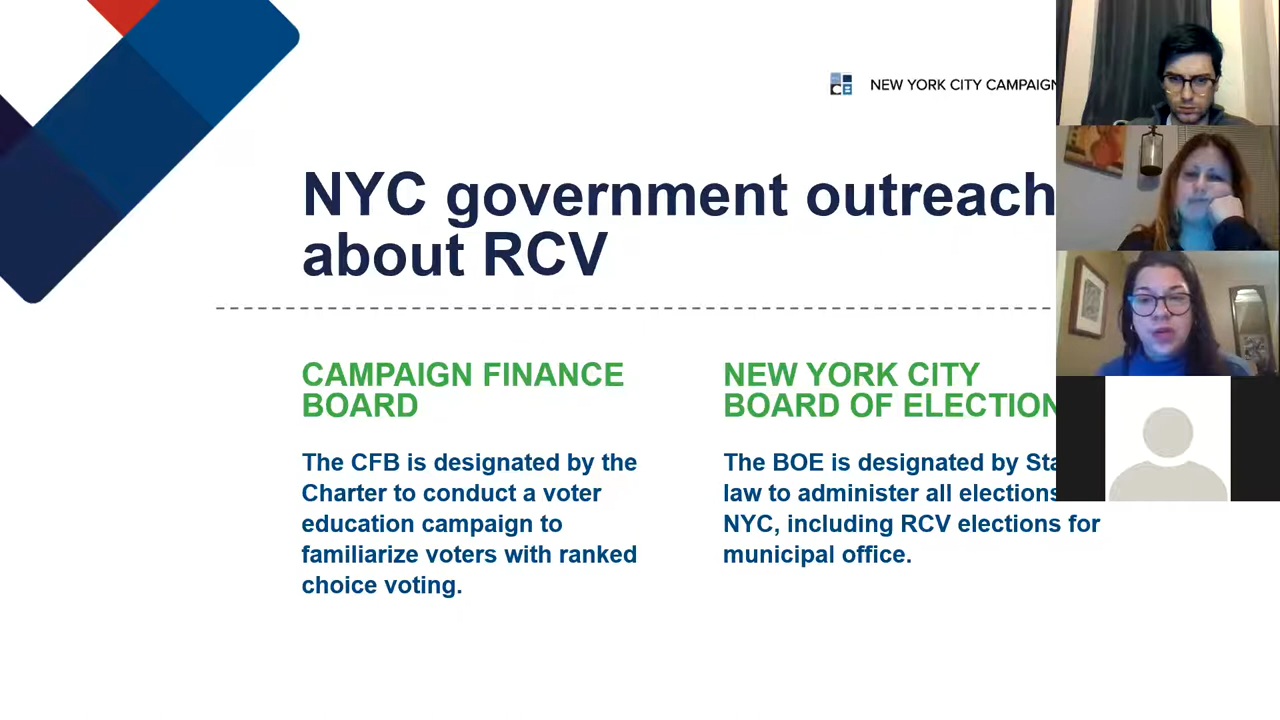 CB
NEW YORK CITY CAMPAIGN
NYC government outreach
about RCV
CAMPAIGN FINANCE
BOARD
The CFB is designated by the
Charter to conduct a voter
education campaign to
familiarize voters with ranked
choice voting.
NEW YORK CITY
BOARD OF ELECTION
The BOE is designated by Sta
law to administer all elections
NYC, including RCV elections for
municipal office.